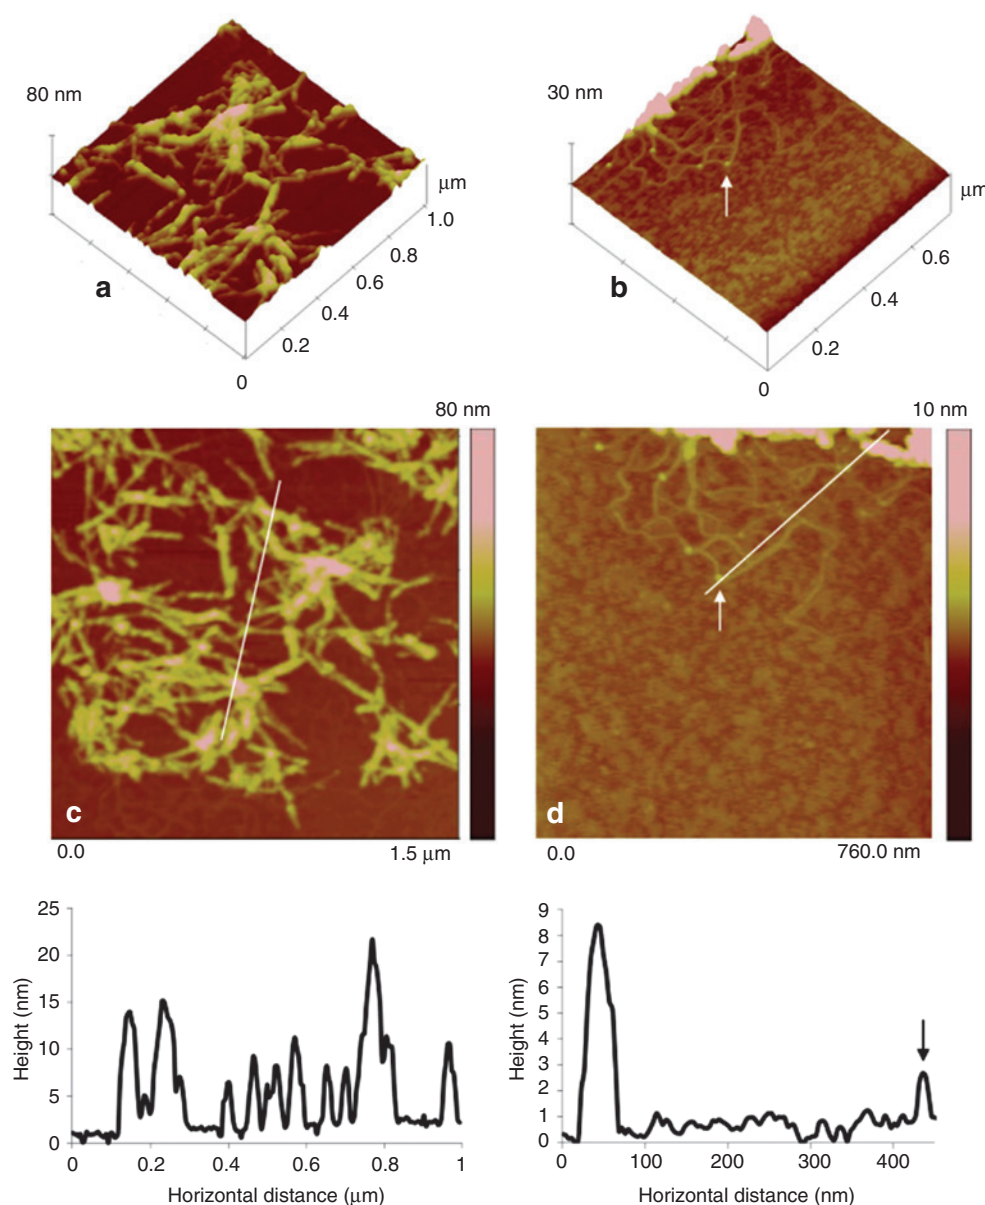 80 nm
μm
1.0
0.8
0.6
0.4
0.2
0
a
30 nm
μm
0.6
0.4
0.2
0
b
80 nm
c
0.0
1.5 μm
10 nm
d
0.0
760.0 nm
25
20
15
10
5
0
Height (nm)
0
0.2
0.4
0.6
0.8
1
Horizontal distance (μm)
9
8
7
5
4
3
2
1
0
Height (nm)
0
100
200
300
400
Horizontal distance (nm)